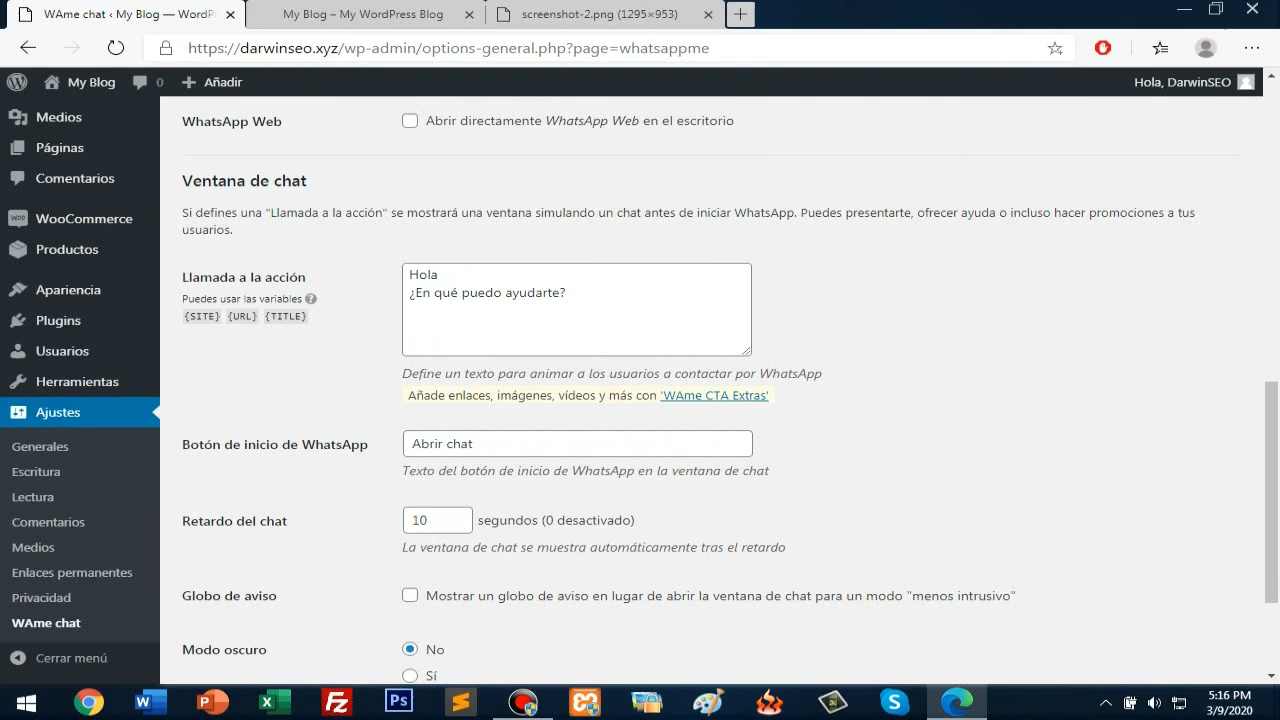 WAme chat ‹ My Blog — WordPr
My Blog – My WordPress Blog
screenshot-2.png (1295×953)
https://darwinseo.xyz/wp-admin/options-general.php?page=whatsappme
My Blog
0
Añadir
Hola, DarwinSEO
Medios
Páginas
Comentarios
WooCommerce
Productos
Apariencia
Plugins
Usuarios
Herramientas
Ajustes
Generales
Escritura
Lectura
Comentarios
Medios
Enlaces permanentes
Privacidad
WAme chat
Cerrar menú
WhatsApp Web
Abrir directamente WhatsApp Web en el escritorio
Ventana de chat
Si defines una "Llamada a la acción" se mostrará una ventana simulando un chat antes de iniciar WhatsApp. Puedes presentarte, ofrecer ayuda o incluso hacer promociones a tus
usuarios.
Llamada a la acción
Puedes usar las variables
{SITE} {URL} {TITLE}
Hola
¿En qué puedo ayudarte?
Define un texto para animar a los usuarios a contactar por WhatsApp
Añade enlaces, imágenes, vídeos y más con 'WAme CTA Extras'
Botón de inicio de WhatsApp
Abrir chat
Texto del botón de inicio de WhatsApp en la ventana de chat
Retardo del chat
10 segundos (0 desactivado)
La ventana de chat se muestra automáticamente tras el retardo
Globo de aviso
Mostrar un globo de aviso en lugar de abrir la ventana de chat para un modo "menos intrusivo"
Modo oscuro
No
Sí
5:16 PM
3/9/2020